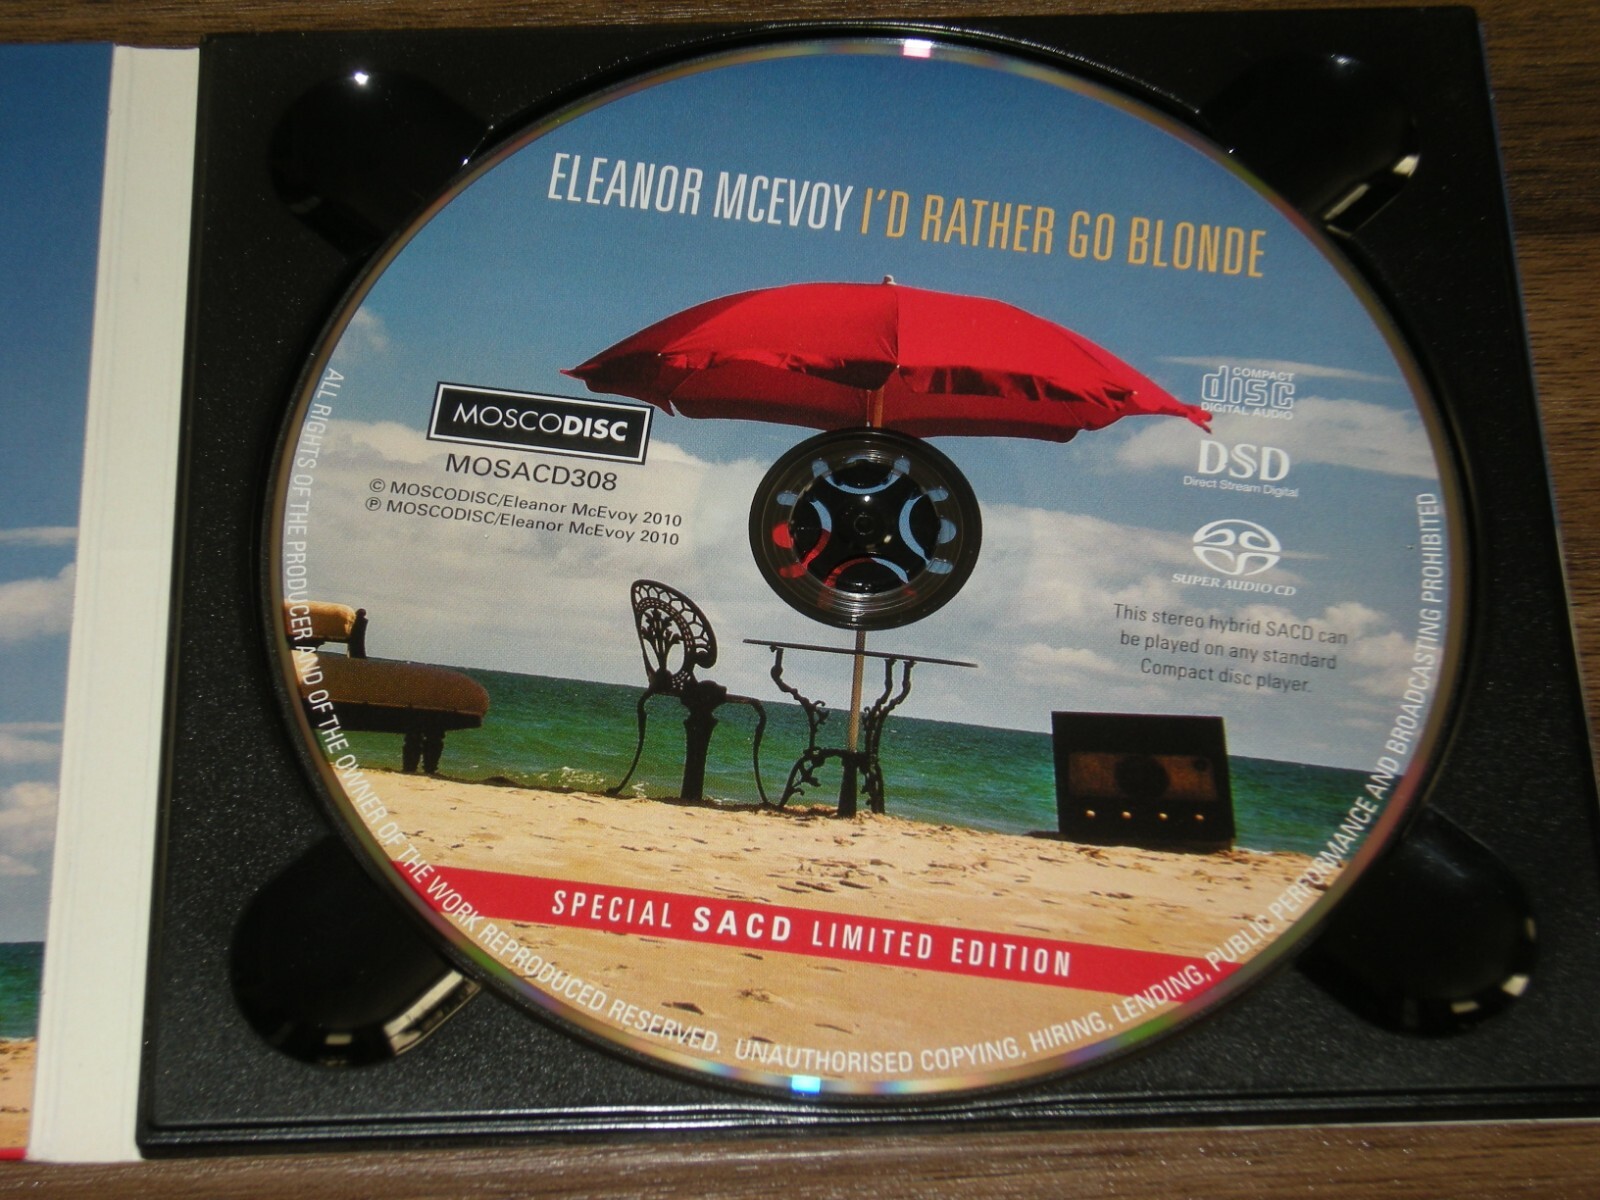 ELEANOR MCEVOY I'D RATHER GO BLONDE
MOSCODISC
MOSACD308
© MOSCODISC/Eleanor McEvoy 2010
℗ MOSCODISC/Eleanor McEvoy 2010
COMPACT
disc
DIGITAL AUDIO
DSD
Direct Stream Digital
SUPER AUDIO CD
This stereo hybrid SACD can
be played on any standard
Compact disc player.
SPECIAL SACD LIMITED EDITION
ALL RIGHTS OF THE PRODUCER AND OF THE OWNER OF THE WORK REPRODUCED RESERVED. UNAUTHORISED COPYING, HIRING, LENDING, PUBLIC PERFORMANCE AND BROADCASTING PROHIBITED